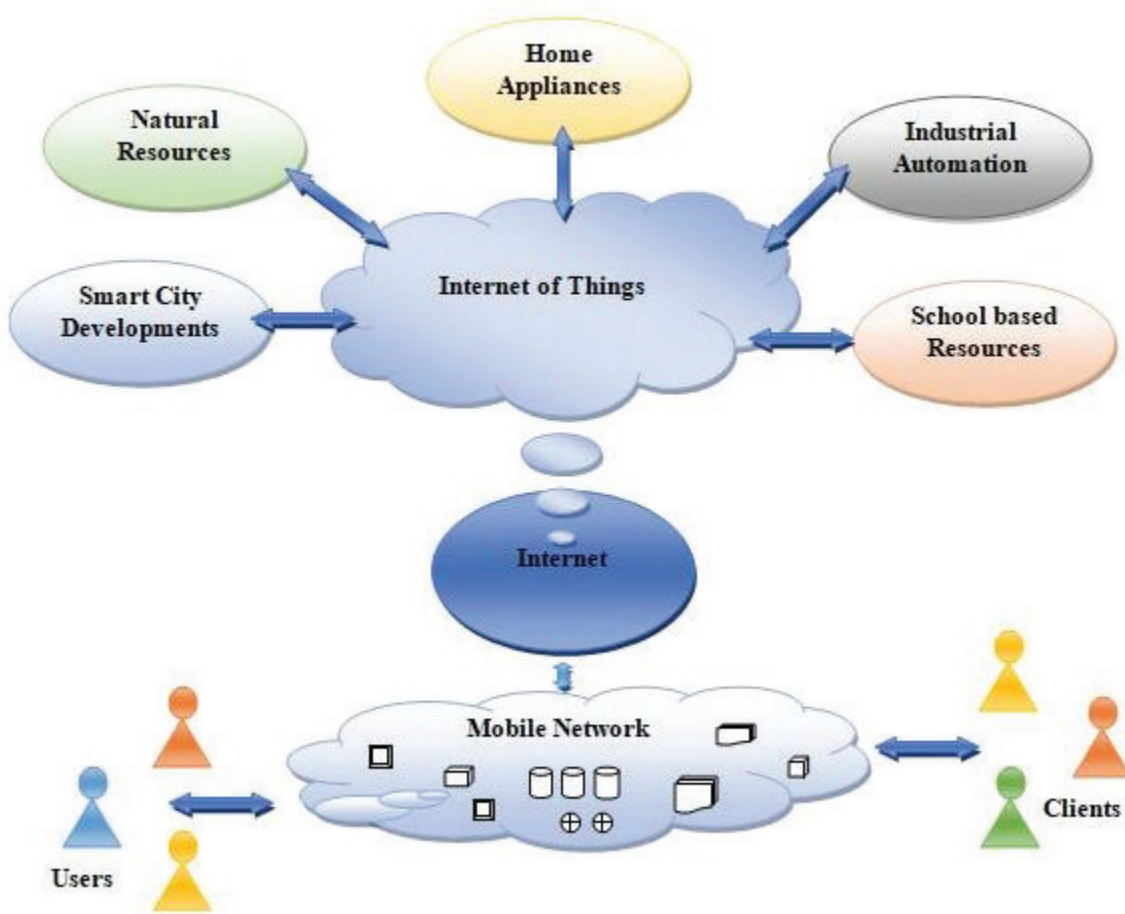 Home
Appliances
Natural
Resources
Industrial
Automation
Internet of Things
Smart City
Developments
School based
Resources
Internet
Mobile Network
Users
Clients